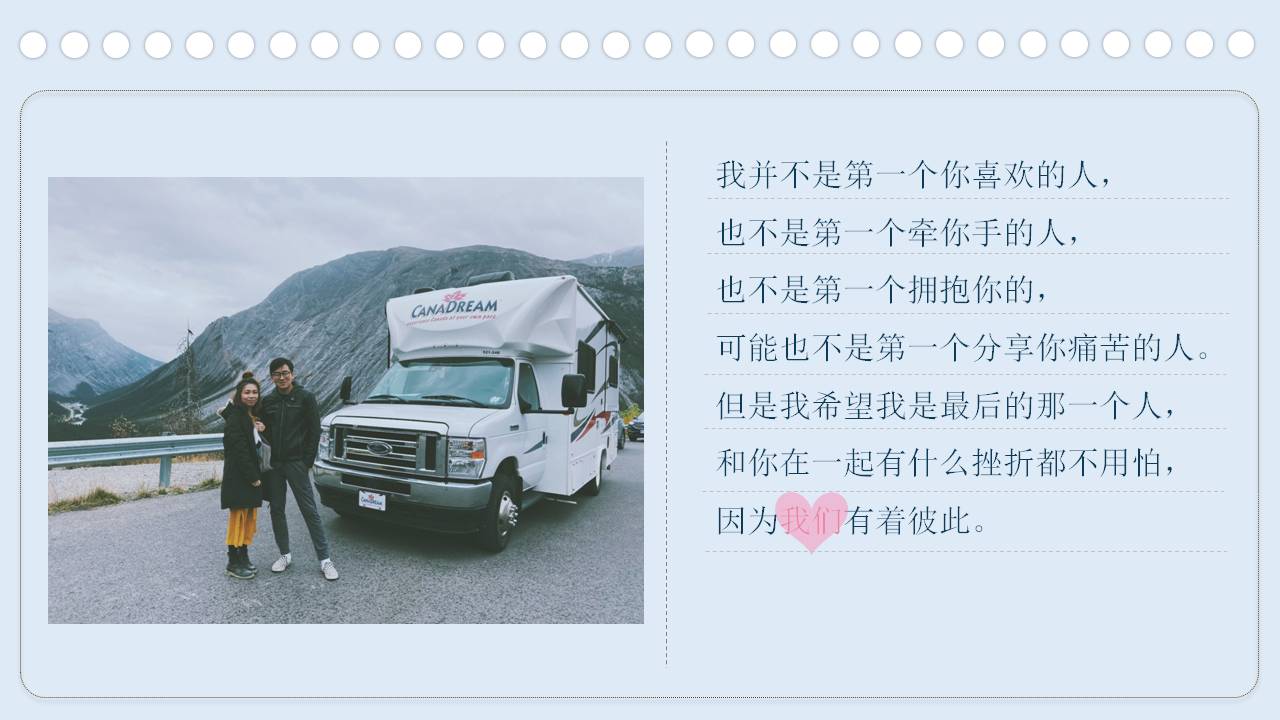 CANADREAM
我并不是第一个你喜欢的人，
也不是第一个牵你手的人，
也不是第一个拥抱你的，
可能也不是第一个分享你痛苦的人。
但是我希望我是最后的那一个人，
和你在一起有什么挫折都不用怕，
因为我们有着彼此。